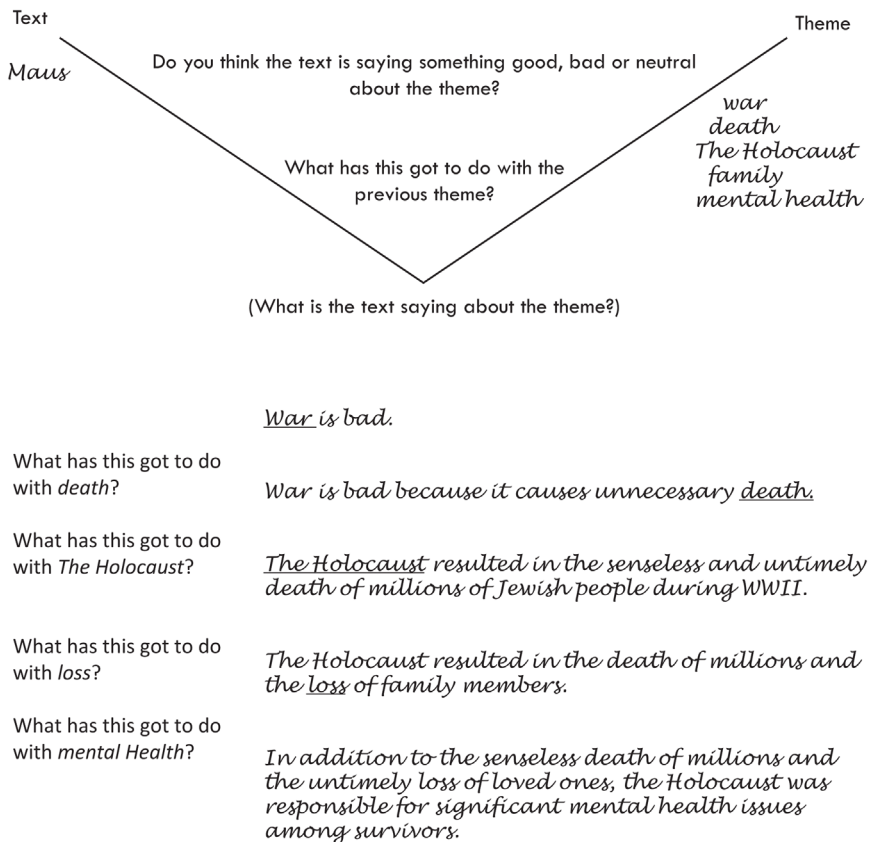 Text
Theme
Maus
Do you think the text is saying something good, bad or neutral
about the theme?
war
death
The Holocaust
family
mental health
What has this got to do with the
previous theme?
(What is the text saying about the theme?)
War is bad.
What has this got to do
with death?
War is bad because it causes unnecessary death.
What has this got to do
with The Holocaust?
The Holocaust resulted in the senseless and untimely
death of millions of Jewish people during WWII.
What has this got to do
with loss?
The Holocaust resulted in the death of millions and
the loss of family members.
What has this got to do
with mental Health?
In addition to the senseless death of millions and
the untimely loss of loved ones, the Holocaust was
responsible for significant mental health issues
among survivors.